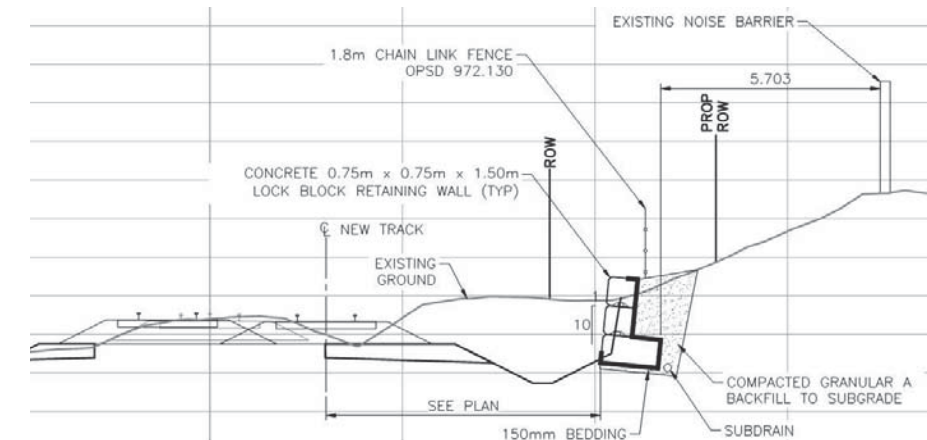 EXISTING NOISE BARRIER
1.8m CHAIN LINK FENCE
OPSD 972.130
5.703
PROP
ROW
ROW
CONCRETE 0.75m x 0.75m x 1.50m
LOCK BLOCK RETAINING WALL (TYP)
℄ NEW TRACK
EXISTING
GROUND
1
10
COMPACTED GRANULAR A
BACKFILL TO SUBGRADE
SEE PLAN
SUBDRAIN
150mm BEDDING